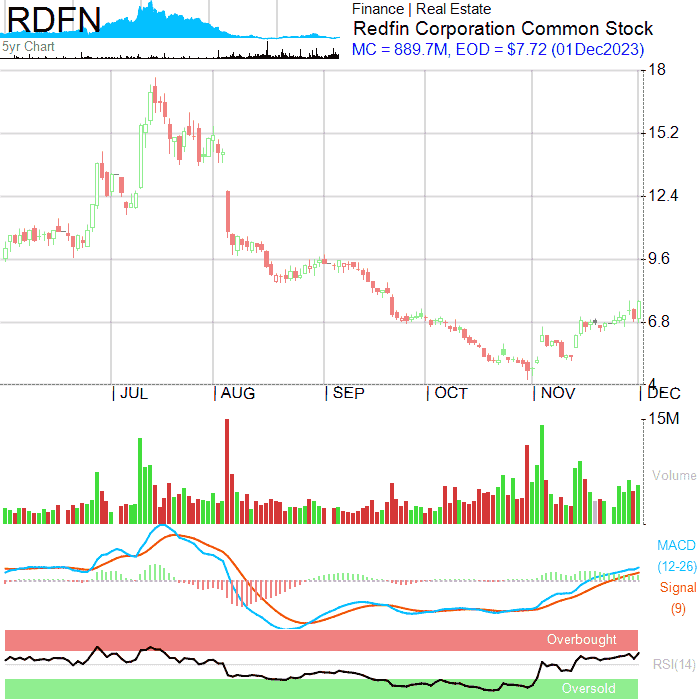 RDFN
5yr Chart
Finance | Real Estate
Redfin Corporation Common Stock
MC = 889.7M, EOD = $7.72 (01Dec2023)
18
15.2
12.4
9.6
6.8
4
JUL
AUG
SEP
OCT
NOV
DEC
15M
Volume
MACD
(12-26)
Signal
(9)
Overbought
RSI(14)
Oversold